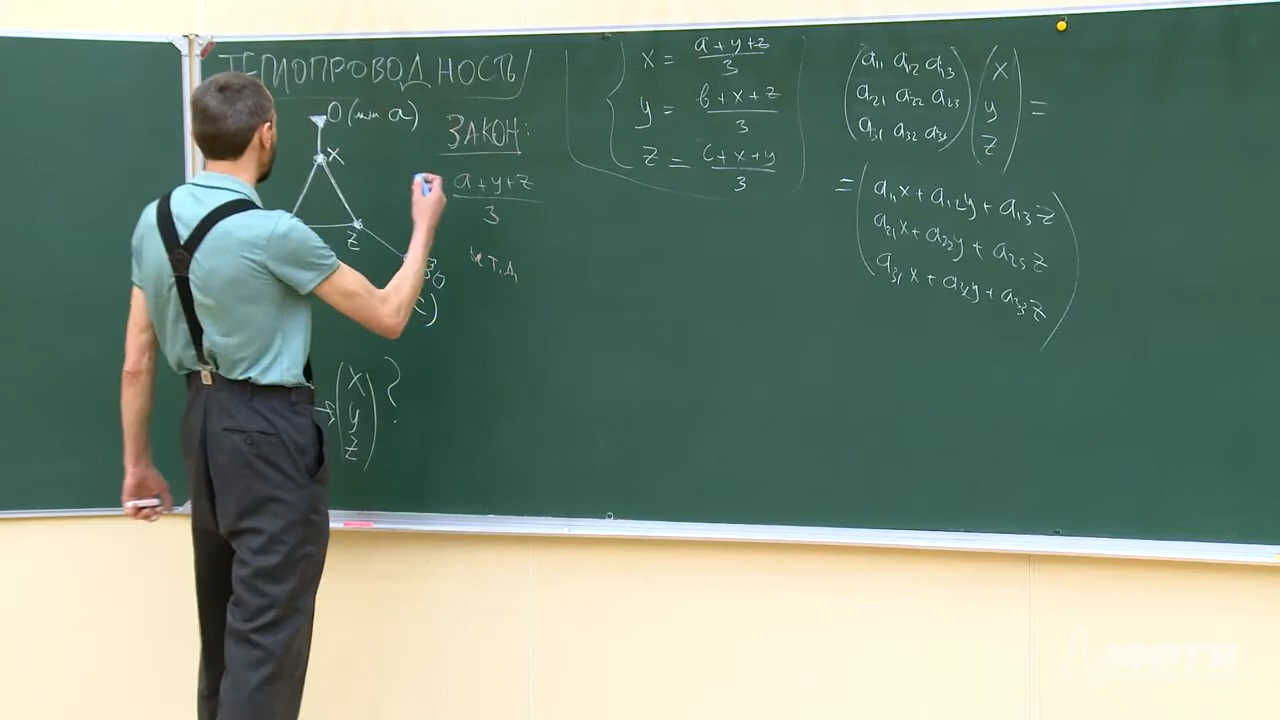 ТЕПЛОПРОВОДНОСТЬ
0 (или a)
x
z
0
c)
→ (x y z) ?
ЗАКОН:
a+y+z
3
и т.д.
x = a+y+z / 3
y = b+x+z / 3
z = c+x+y / 3
(a₁₁ a₁₂ a₁₃) (x)
(a₂₁ a₂₂ a₂₃) (y) =
(a₃₁ a₃₂ a₃₃) (z)
= (a₁₁x + a₁₂y + a₁₃z)
(a₂₁x + a₂₂y + a₂₃z)
(a₃₁x + a₃₂y + a₃₃z)